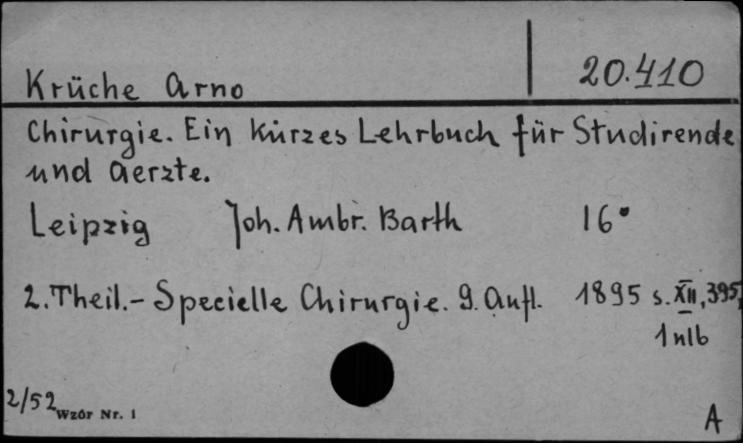 Krüche Arno 20.410
Chirurgie. Ein kurzes Lehrbuch für Studirende
und Aerzte.
Leipzig Joh. Ambr. Barth 16°
2. Theil.- Specielle Chirurgie. 9. Aufl. 1895 s. XII, 395,
1 nlb
2/52 Wzór Nr. 1
A